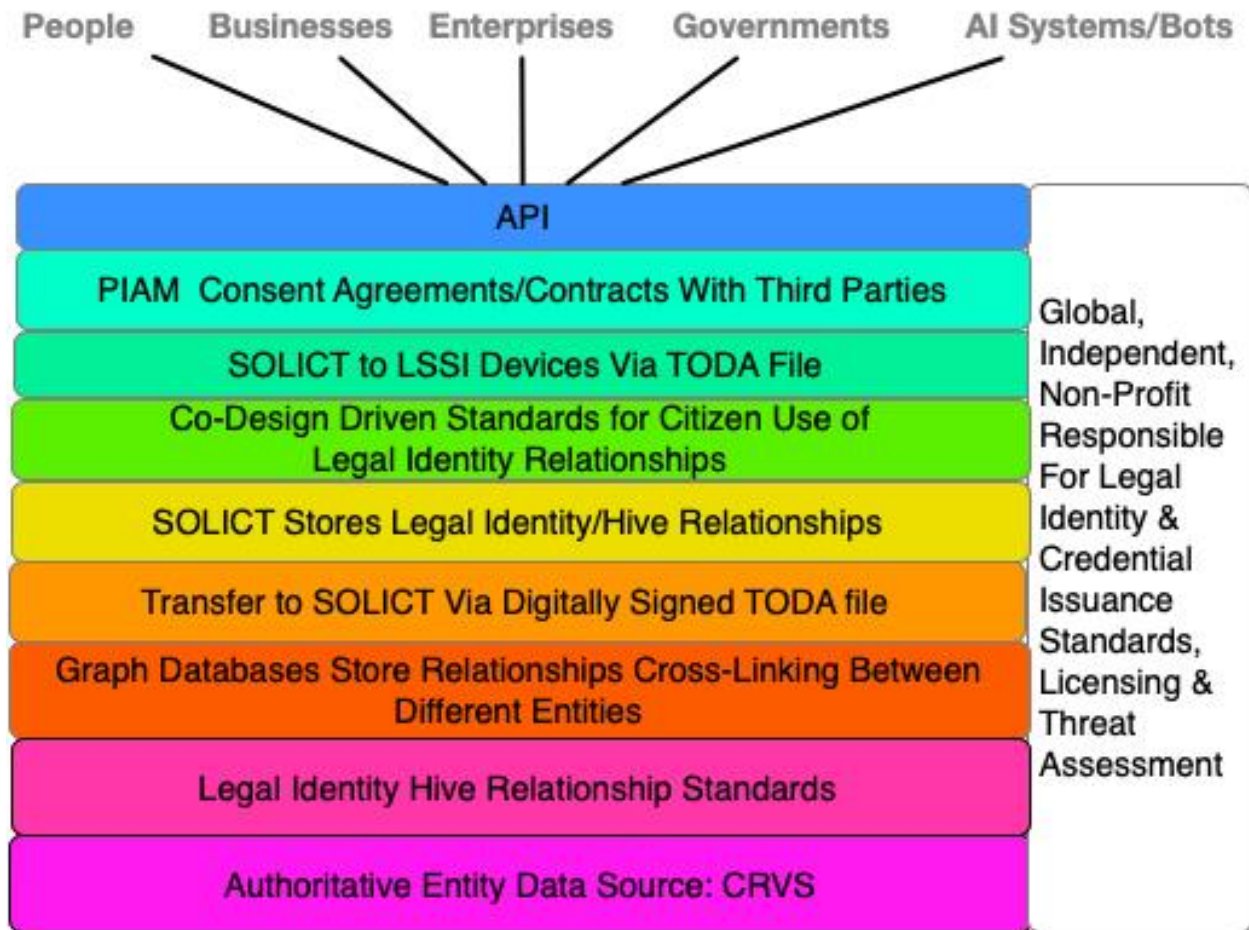 People Businesses Enterprises Governments AI Systems/Bots
API
PIAM Consent Agreements/Contracts With Third Parties
SOLICT to LSSI Devices Via TODA File
Co-Design Driven Standards for Citizen Use of
Legal Identity Relationships
SOLICT Stores Legal Identity/Hive Relationships
Transfer to SOLICT Via Digitally Signed TODA file
Graph Databases Store Relationships Cross-Linking Between
Different Entities
Legal Identity Hive Relationship Standards
Authoritative Entity Data Source: CRVS
Global,
Independent,
Non-Profit
Responsible
For Legal
Identity &
Credential
Issuance
Standards,
Licensing &
Threat
Assessment